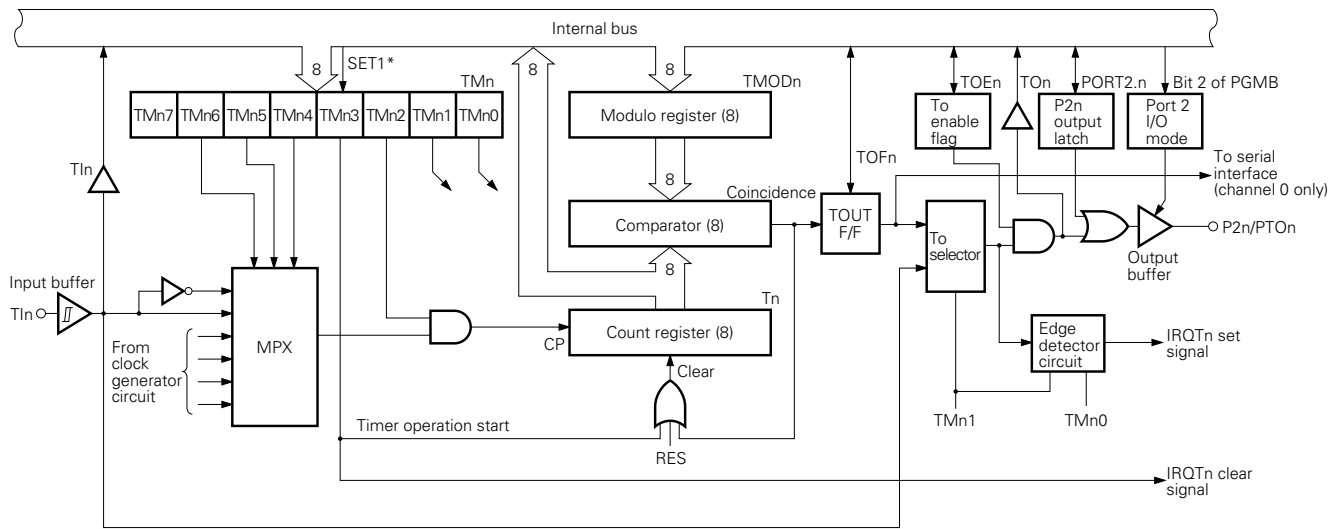 Internal bus
8
SET1*
TMn
TMn7 TMn6 TMn5 TMn4 TMn3 TMn2 TMn1 TMn0
8
8
TMODn
Modulo register (8)
8
Coincidence
Comparator (8)
8
Tn
Count register (8)
CP
Clear
TOFn
TOUT
F/F
TOEn
To
enable
flag
TOn
PORT2.n
P2n
output
latch
Bit 2 of PGMB
Port 2
I/O
mode
To serial
interface
(channel 0 only)
To
selector
P2n/PTOn
Output
buffer
TIn
Input buffer
TIn
From
clock
generator
circuit
MPX
Edge
detector
circuit
IRQTn set
signal
TMn1
TMn0
Timer operation start
RES
IRQTn clear
signal